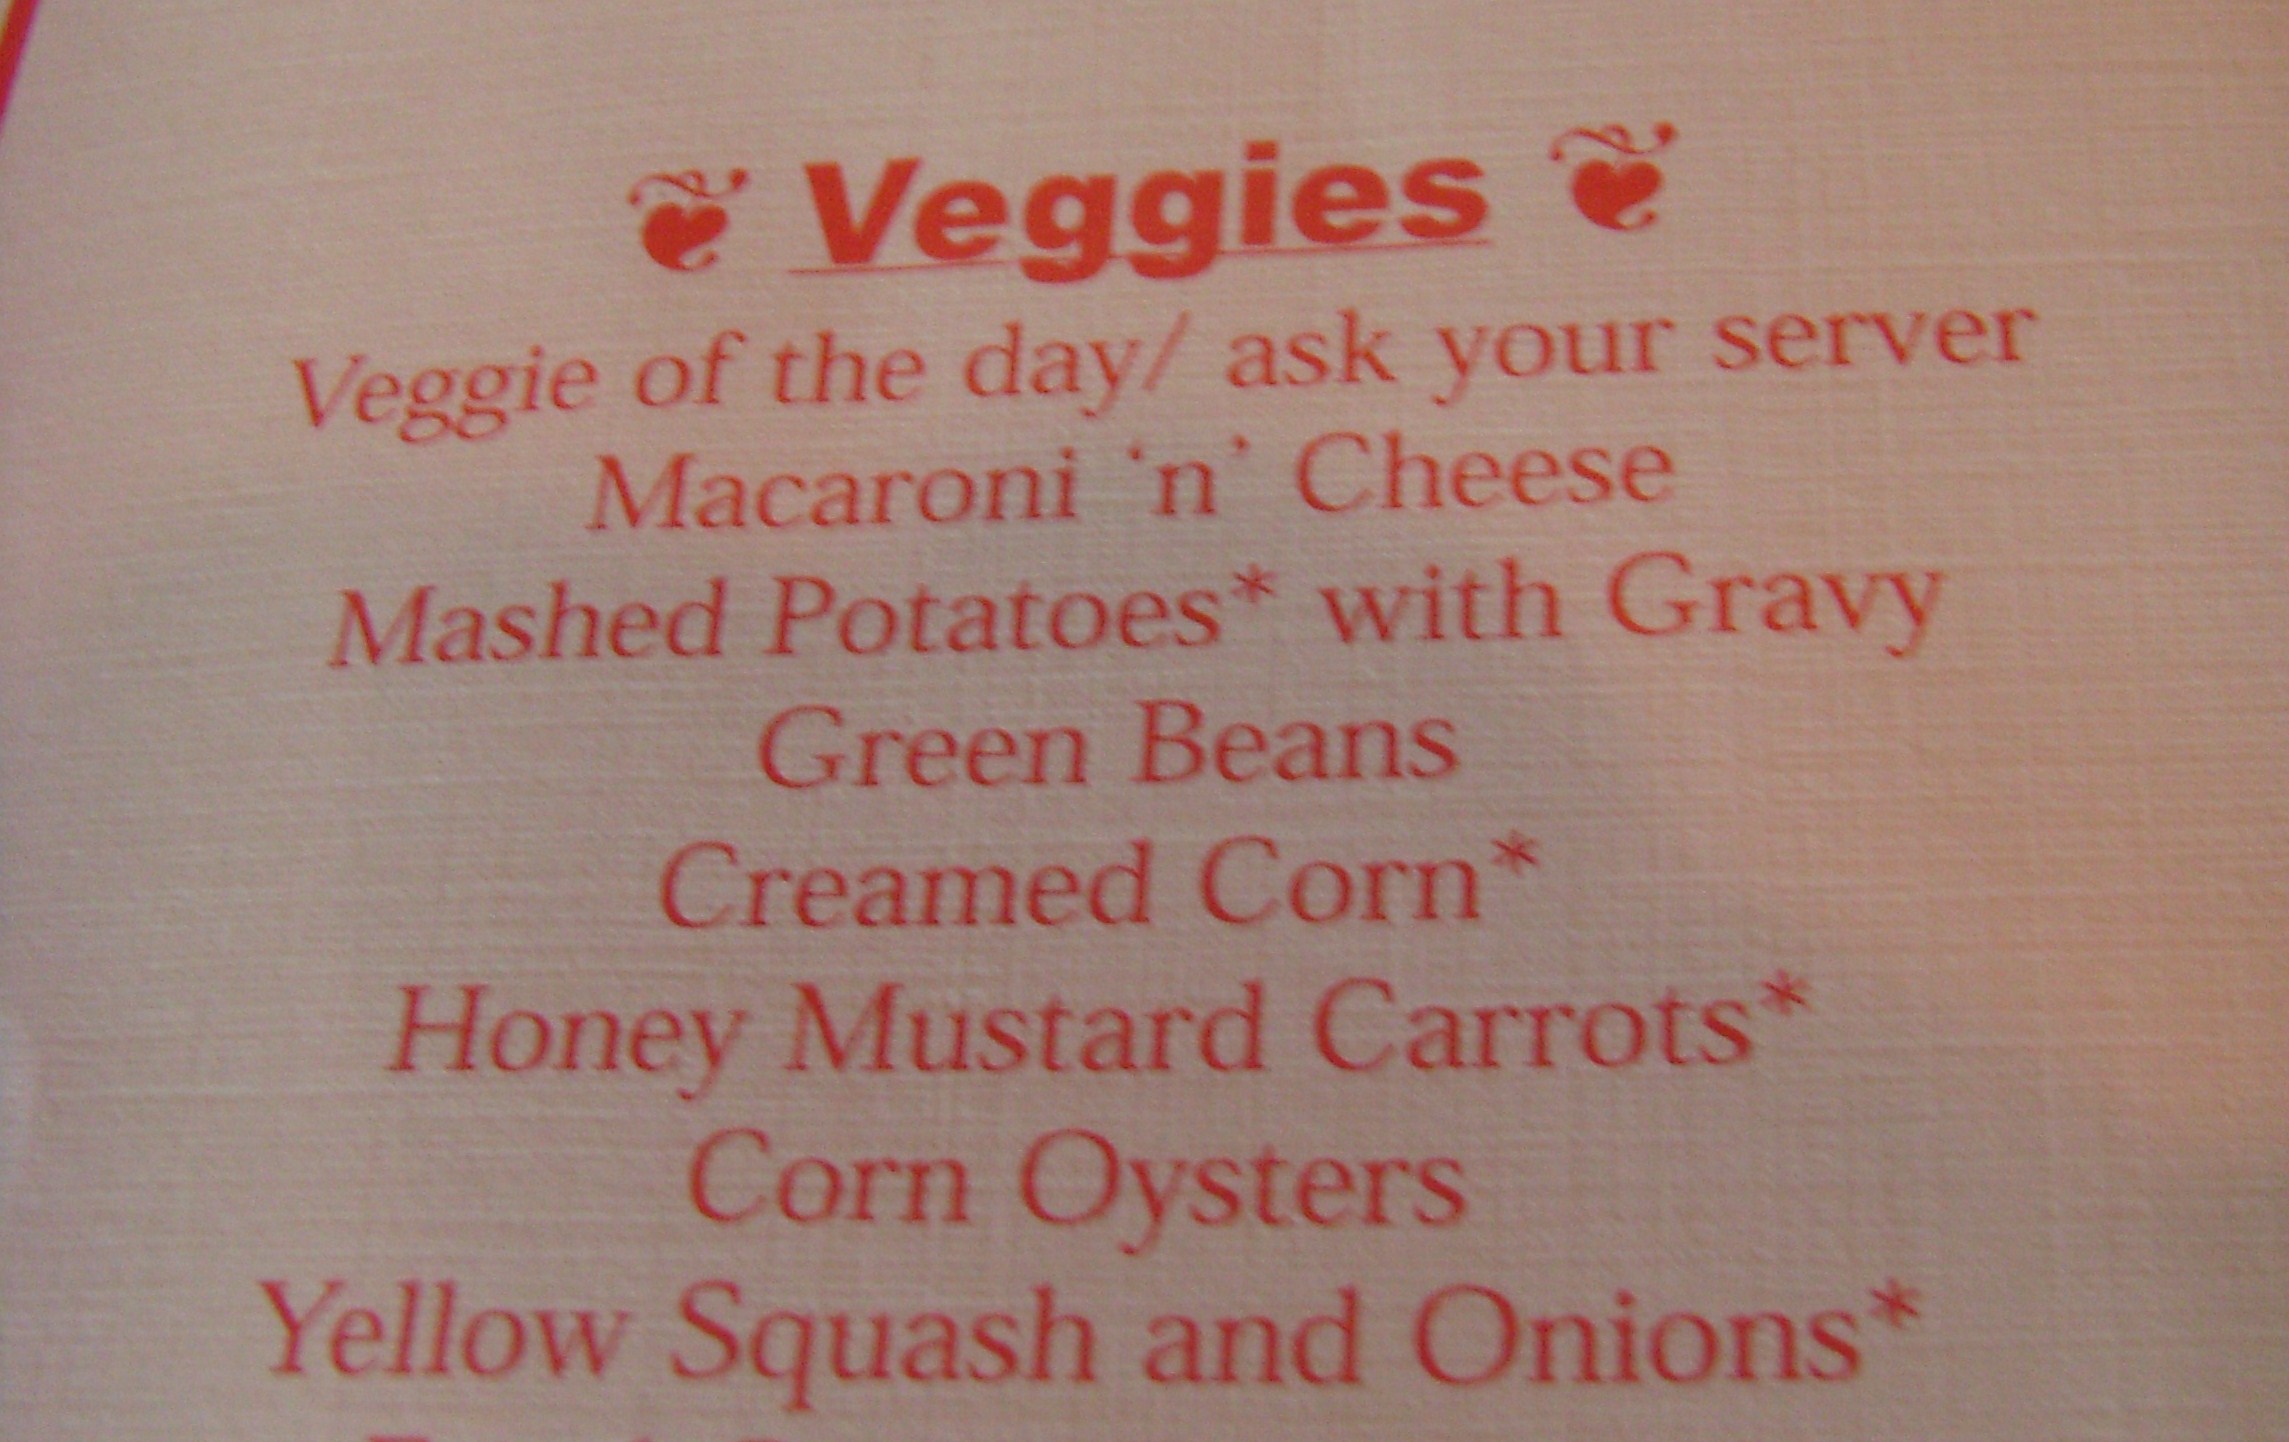 Veggies
Veggie of the day/ ask your server
Macaroni ‘n’ Cheese
Mashed Potatoes* with Gravy
Green Beans
Creamed Corn*
Honey Mustard Carrots*
Corn Oysters
Yellow Squash and Onions*